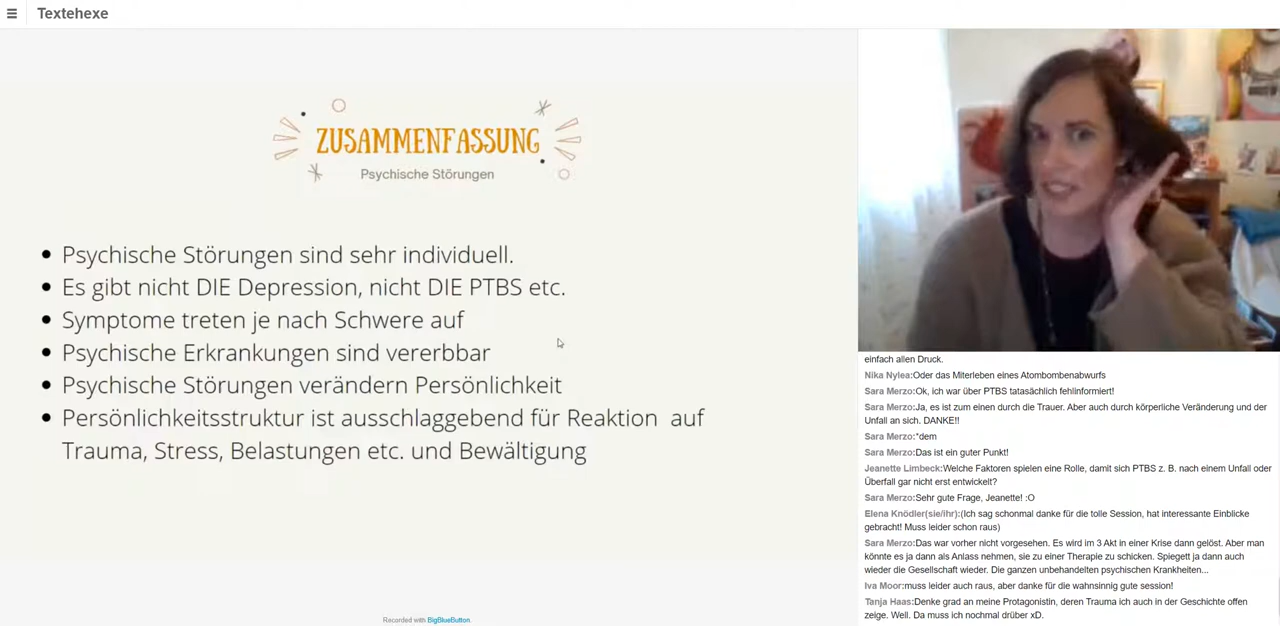 Textehexe
ZUSAMMENFASSUNG
Psychische Störungen
Psychische Störungen sind sehr individuell.
Es gibt nicht DIE Depression, nicht DIE PTBS etc.
Symptome treten je nach Schwere auf
Psychische Erkrankungen sind vererbbar
Psychische Störungen verändern Persönlichkeit
Persönlichkeitsstruktur ist ausschlaggebend für Reaktion auf
Trauma, Stress, Belastungen etc. und Bewältigung
Recorded with BigBlueButton.
einfach allen Druck.
Nika Nylea:Oder das Miterleben eines Atombombenabwurfs
Sara Merzo:Ok, ich war über PTBS tatasächlich fehlinformiert!
Sara Merzo:Ja, es ist zum einen durch die Trauer. Aber auch durch körperliche Veränderung und der
Unfall an sich. DANKE!!
Sara Merzo:*dem
Sara Merzo:Das ist ein guter Punkt!
Jeanette Limbeck:Welche Faktoren spielen eine Rolle, damit sich PTBS z. B. nach einem Unfall oder
Überfall gar nicht erst entwickelt?
Sara Merzo:Sehr gute Frage, Jeanette! :O
Elena Knödler(sie/ihr):(Ich sag schonmal danke für die tolle Session, hat interessante Einblicke
gebracht! Muss leider schon raus)
Sara Merzo:Das war vorher nicht vorgesehen. Es wird im 3 Akt in einer Krise dann gelöst. Aber man
könnte es ja dann als Anlass nehmen, sie zu einer Therapie zu schicken. Spiegelt ja dann auch
wieder die Gesellschaft wieder. Die ganzen unbehandelten psychischen Krankheiten...
Iva Moor:muss leider auch raus, aber danke für die wahnsinnig gute session!
Tanja Haas:Denke grad an meine Protagonistin, deren Trauma ich auch in der Geschichte offen
zeige. Well. Da muss ich nochmal drüber xD.